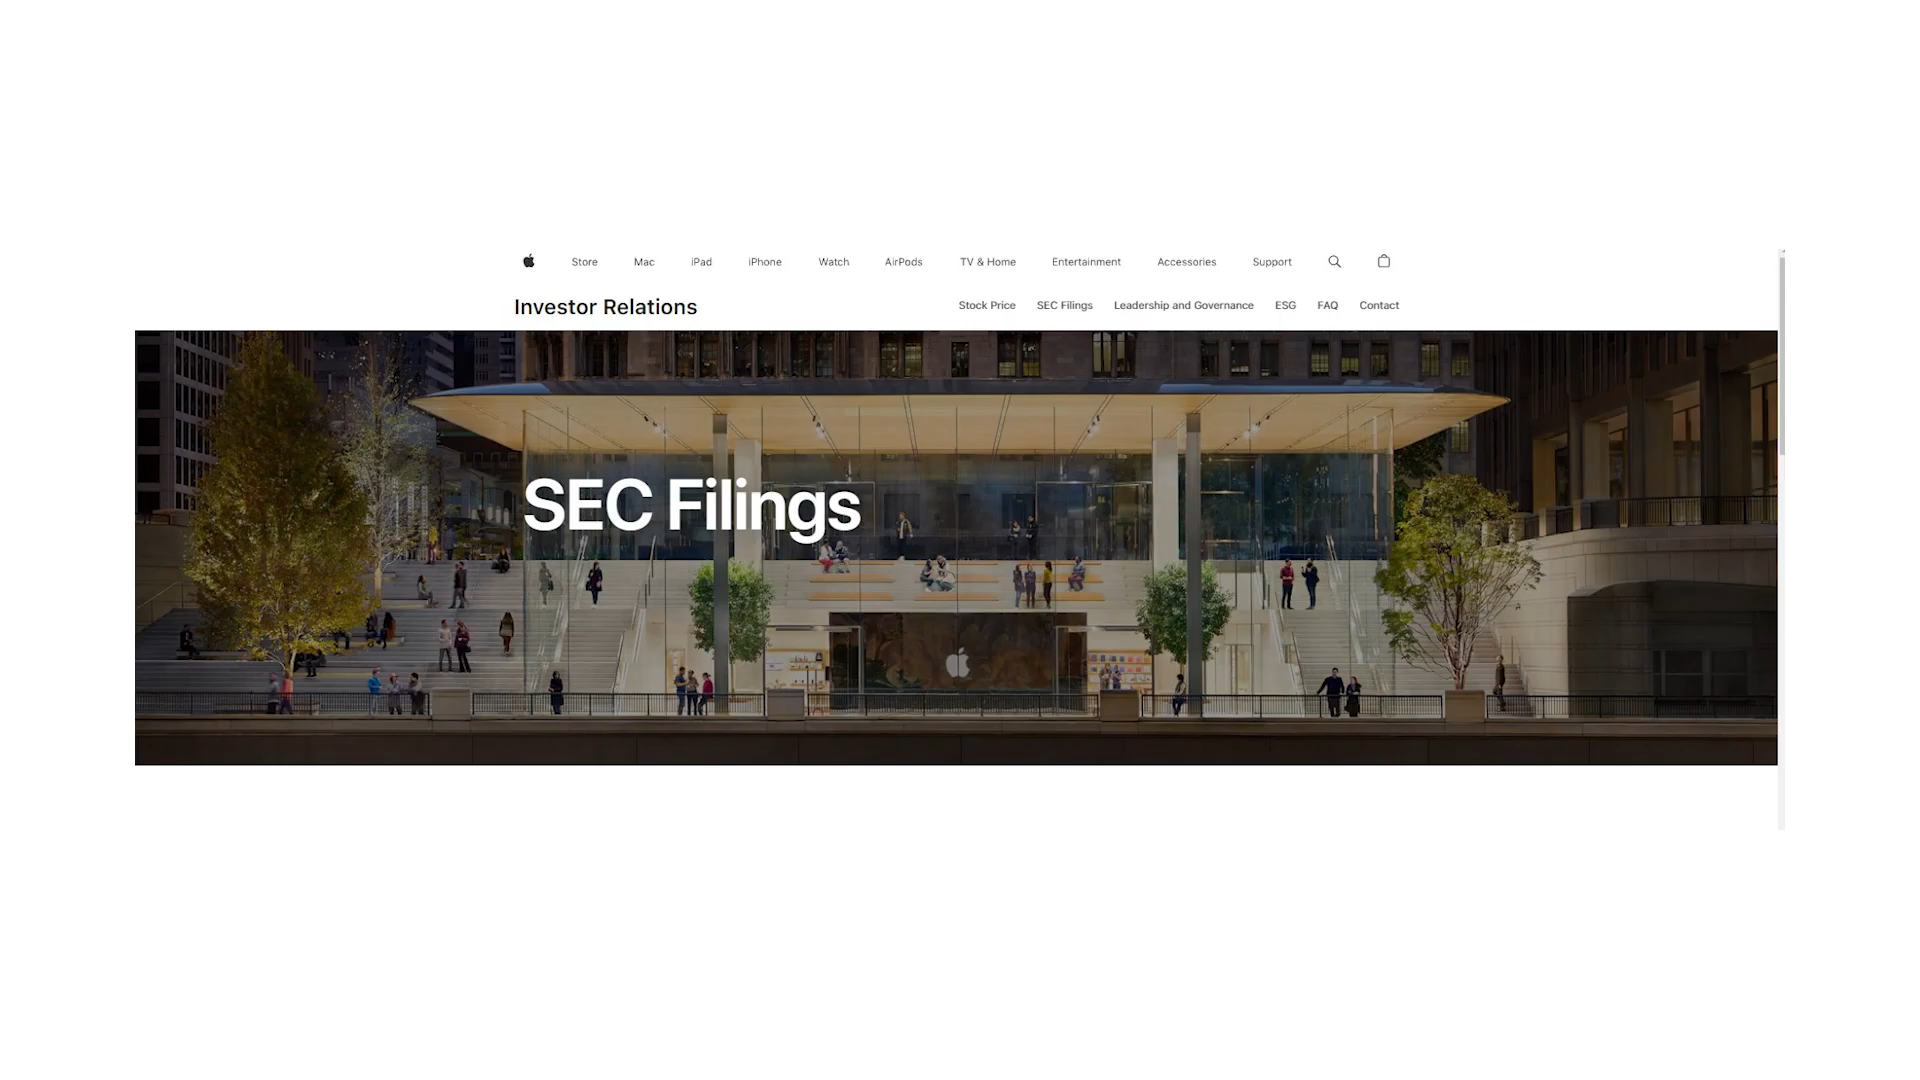 Store Mac iPad iPhone Watch AirPods TV & Home Entertainment Accessories Support
Investor Relations Stock Price SEC Filings Leadership and Governance ESG FAQ Contact
SEC Filings